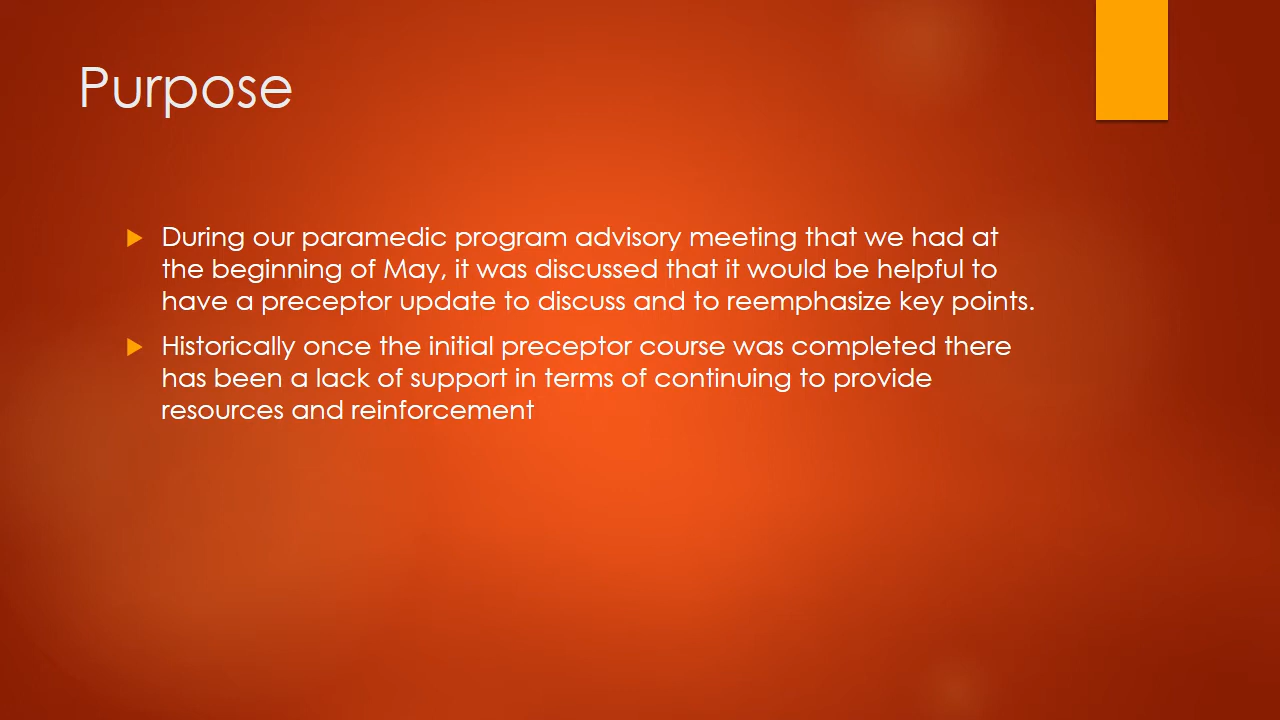 Purpose
During our paramedic program advisory meeting that we had at
the beginning of May, it was discussed that it would be helpful to
have a preceptor update to discuss and to reemphasize key points.
Historically once the initial preceptor course was completed there
has been a lack of support in terms of continuing to provide
resources and reinforcement